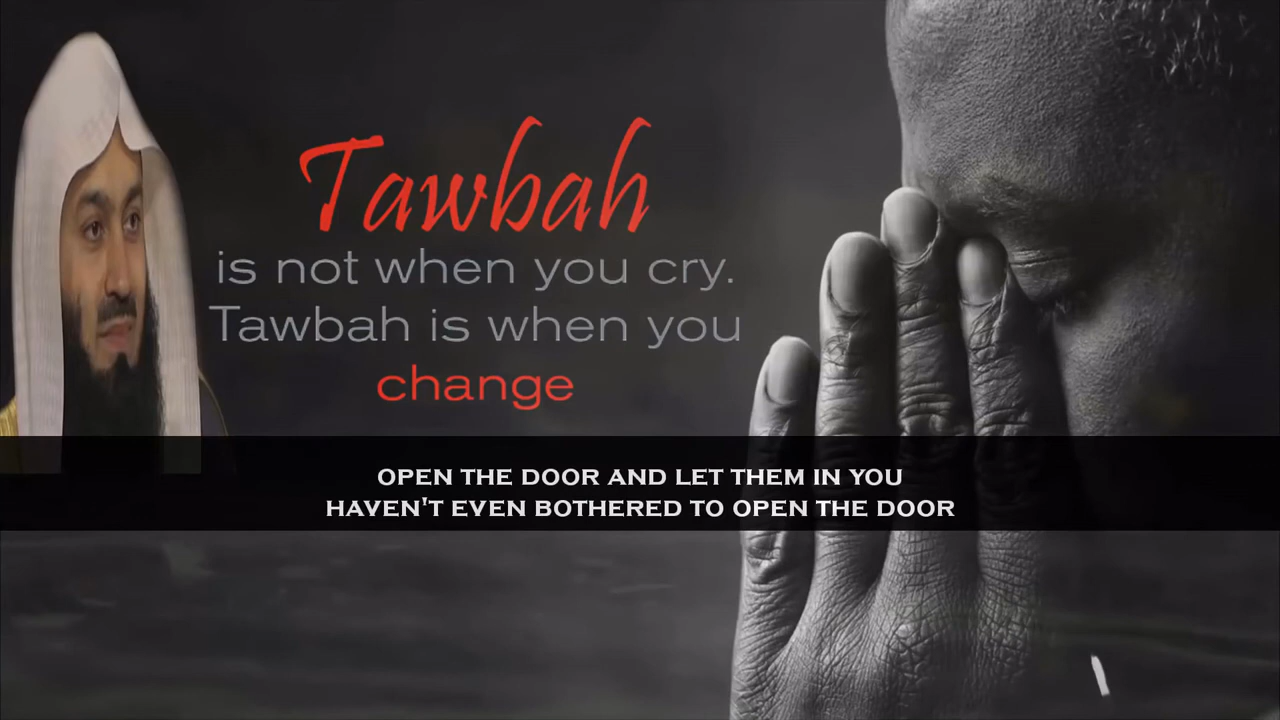 Tawbah
is not when you cry.
Tawbah is when you
change
OPEN THE DOOR AND LET THEM IN YOU
HAVEN'T EVEN BOTHERED TO OPEN THE DOOR